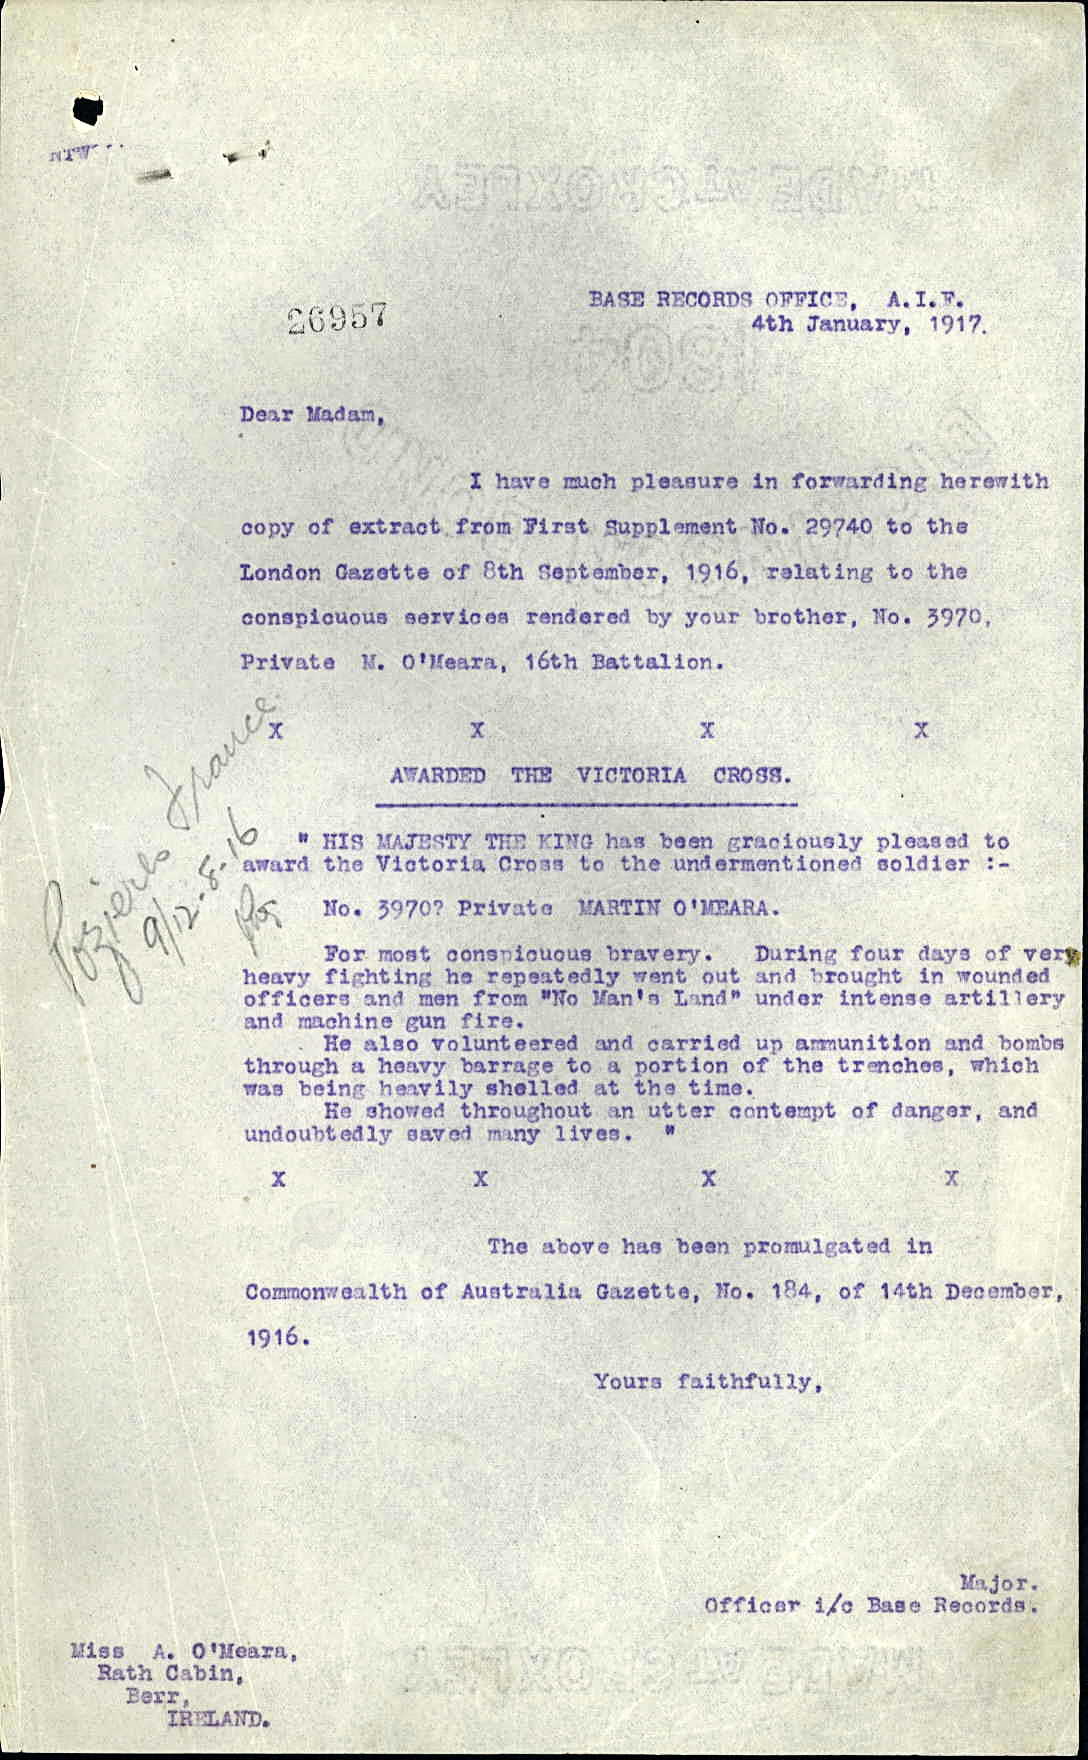 BASE RECORDS OFFICE, A.I.F.
26957
4th January, 1917.
Dear Madam,
I have much pleasure in forwarding herewith
copy of extract from First Supplement No. 29740 to the
London Gazette of 8th September, 1916, relating to the
conspicuous services rendered by your brother, No. 3970,
Private M. O'Meara, 16th Battalion.
X X X X
AWARDED THE VICTORIA CROSS.
" HIS MAJESTY THE KING has been graciously pleased to
award the Victoria Cross to the undermentioned soldier :-
No. 3970? Private MARTIN O'MEARA.
For most conspicuous bravery. During four days of very
heavy fighting he repeatedly went out and brought in wounded
officers and men from "No Man's Land" under intense artillery
and machine gun fire.
He also volunteered and carried up ammunition and bombs
through a heavy barrage to a portion of the trenches, which
was being heavily shelled at the time.
He showed throughout an utter contempt of danger, and
undoubtedly saved many lives. "
Pozierls France
9/12-8-16
X X X X
The above has been promulgated in
Commonwealth of Australia Gazette, No. 184, of 14th December,
1916.
Yours faithfully,
Major.
Officer i/c Base Records.
Miss A. O'Meara,
Rath Cabin,
Berr,
IRELAND.